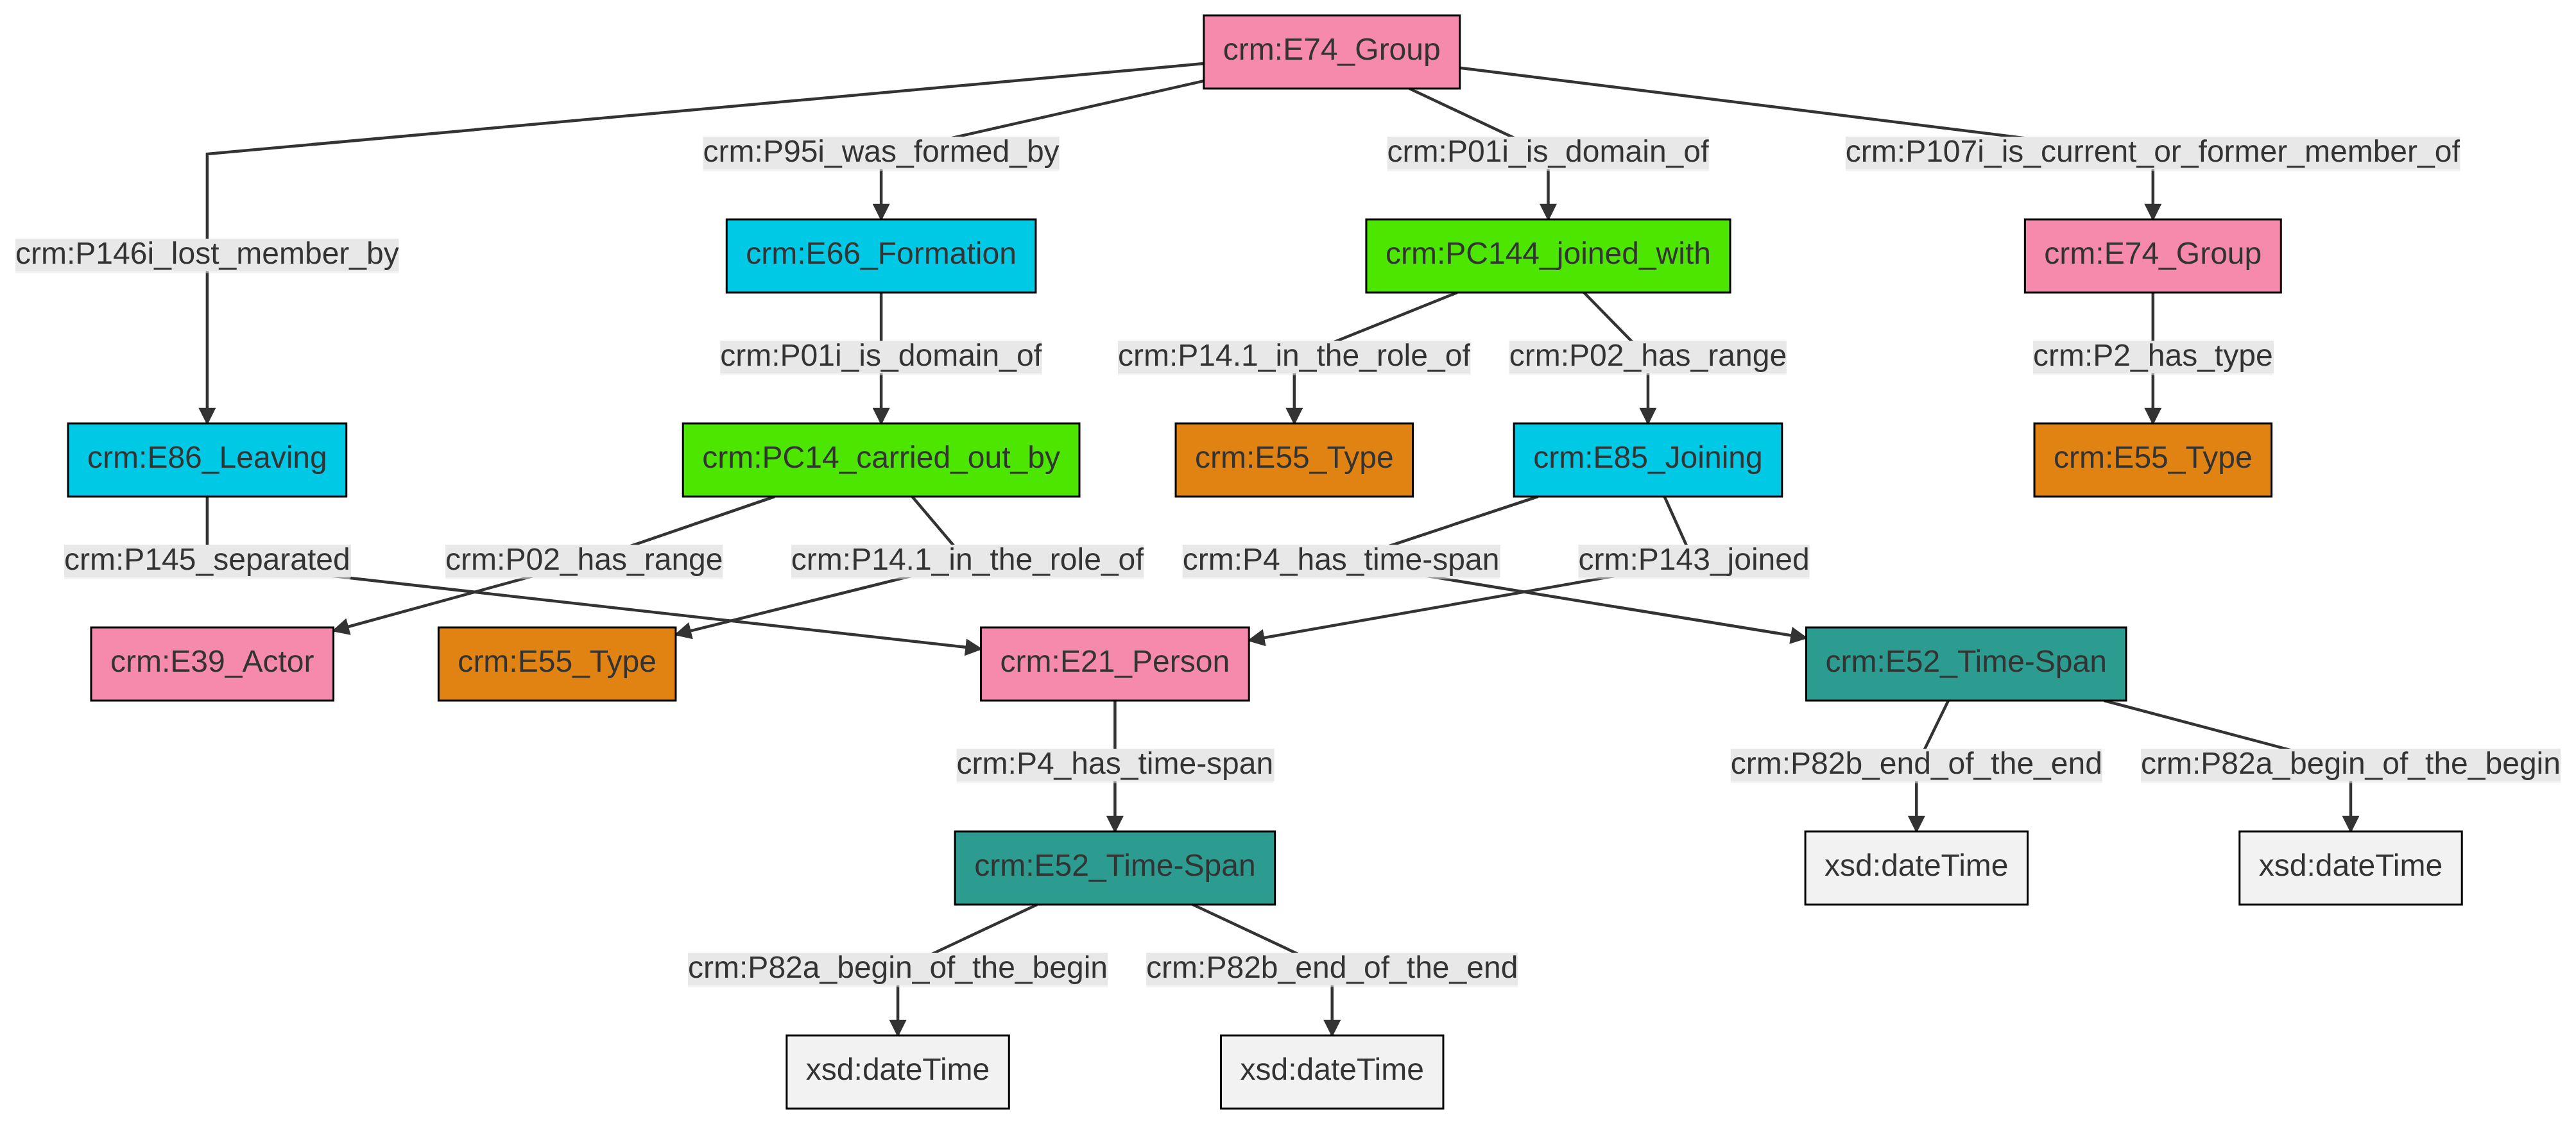 crm:E74_Group
crm:P95i_was_formed_by
crm:P01i_is_domain_of
crm:P107i_is_current_or_former_member_of
crm:P146i_lost_member_by
crm:E66_Formation
crm:PC144_joined_with
crm:E74_Group
crm:P01i_is_domain_of
crm:P14.1_in_the_role_of
crm:P02_has_range
crm:P2_has_type
crm:E86_Leaving
crm:PC14_carried_out_by
crm:E55_Type
crm:E85_Joining
crm:E55_Type
crm:P145_separated
crm:P02_has_range
crm:P14.1_in_the_role_of
crm:P4_has_time-span
crm:P143_joined
crm:E39_Actor
crm:E55_Type
crm:E21_Person
crm:E52_Time-Span
crm:P4_has_time-span
crm:P82b_end_of_the_end
crm:P82a_begin_of_the_begin
crm:E52_Time-Span
xsd:dateTime
xsd:dateTime
crm:P82a_begin_of_the_begin
crm:P82b_end_of_the_end
xsd:dateTime
xsd:dateTime